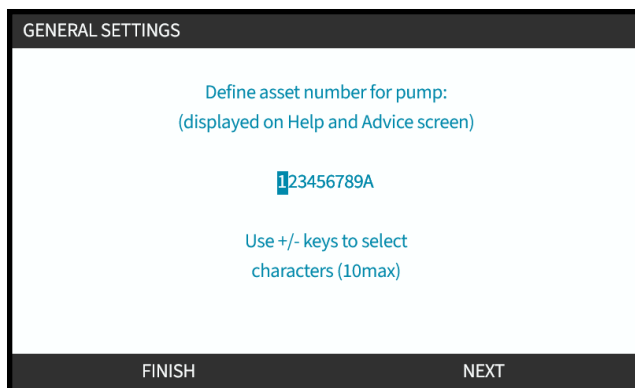 GENERAL SETTINGS
Define asset number for pump:
(displayed on Help and Advice screen)
123456789A
Use +/- keys to select
characters (10max)
FINISH NEXT